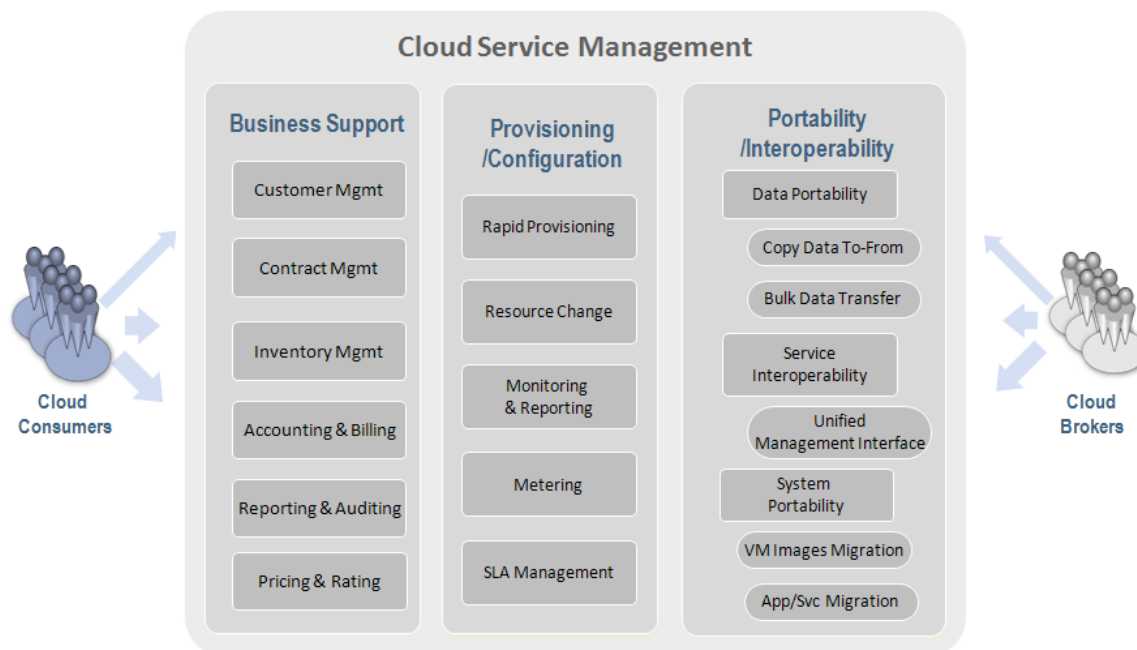 Cloud Service Management
Business Support
Customer Mgmt
Contract Mgmt
Inventory Mgmt
Accounting & Billing
Reporting & Auditing
Pricing & Rating
Provisioning
/Configuration
Rapid Provisioning
Resource Change
Monitoring
& Reporting
Metering
SLA Management
Portability
/Interoperability
Data Portability
Copy Data To-From
Bulk Data Transfer
Service
Interoperability
Unified
Management Interface
System
Portability
VM Images Migration
App/Svc Migration
Cloud
Consumers
Cloud
Brokers